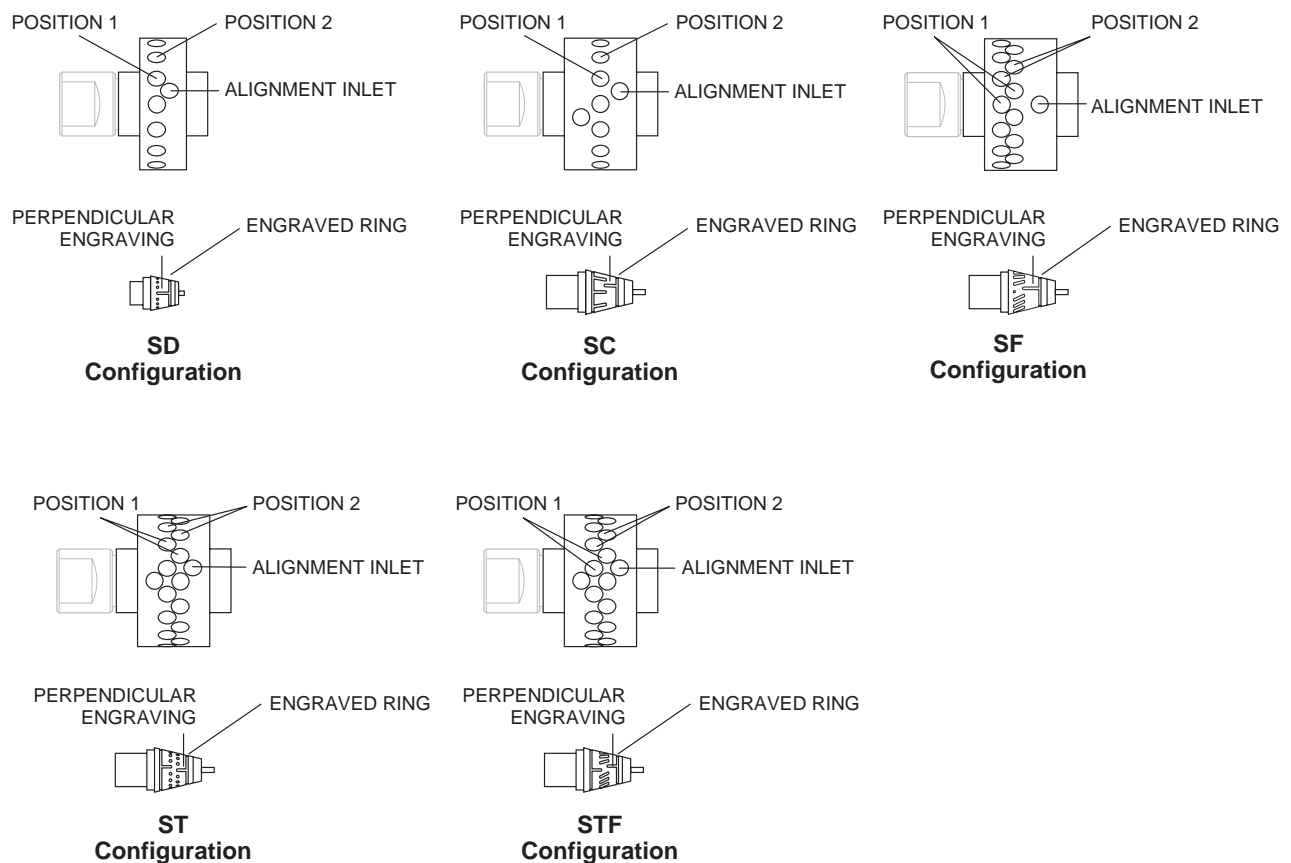 POSITION 1
POSITION 2
ALIGNMENT INLET
PERPENDICULAR
ENGRAVING
ENGRAVED RING
SD
Configuration
POSITION 1
POSITION 2
ALIGNMENT INLET
PERPENDICULAR
ENGRAVING
ENGRAVED RING
SC
Configuration
POSITION 1
POSITION 2
ALIGNMENT INLET
PERPENDICULAR
ENGRAVING
ENGRAVED RING
SF
Configuration
POSITION 1
POSITION 2
ALIGNMENT INLET
PERPENDICULAR
ENGRAVING
ENGRAVED RING
ST
Configuration
POSITION 1
POSITION 2
ALIGNMENT INLET
PERPENDICULAR
ENGRAVING
ENGRAVED RING
STF
Configuration